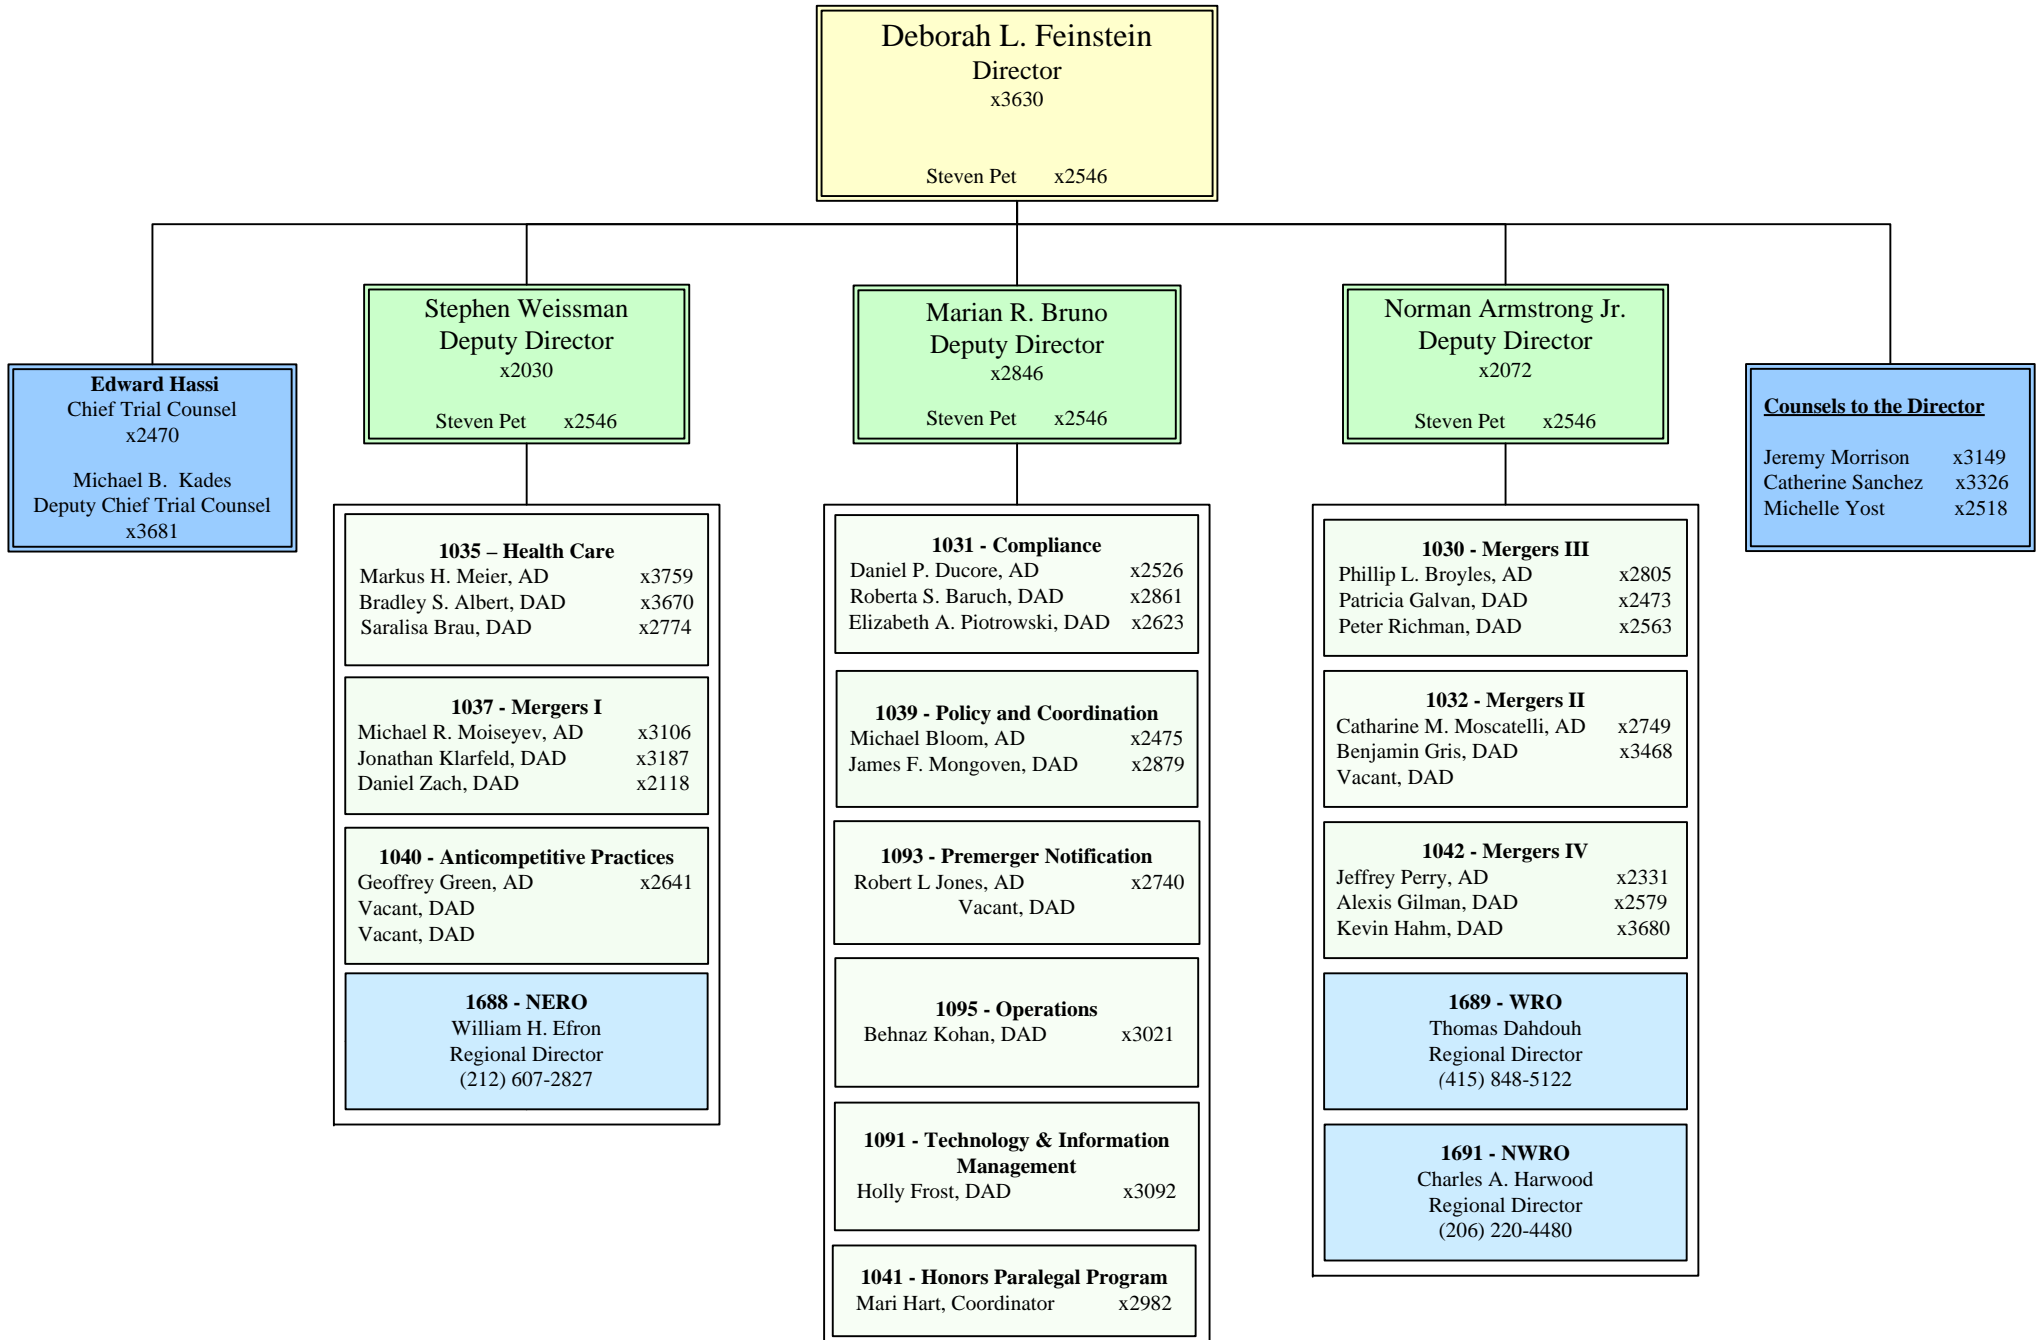 Deborah L. Feinstein
Director
x3630
Steven Pet x2546
Edward Hassi
Chief Trial Counsel
x2470
Michael B. Kades
Deputy Chief Trial Counsel
x3681
Stephen Weissman
Deputy Director
x2030
Steven Pet x2546
Marian R. Bruno
Deputy Director
x2846
Steven Pet x2546
Norman Armstrong Jr.
Deputy Director
x2072
Steven Pet x2546
Counsels to the Director
Jeremy Morrison x3149
Catherine Sanchez x3326
Michelle Yost x2518
1035 – Health Care
Markus H. Meier, AD x3759
Bradley S. Albert, DAD x3670
Saralisa Brau, DAD x2774
1037 - Mergers I
Michael R. Moiseyev, AD x3106
Jonathan Klarfeld, DAD x3187
Daniel Zach, DAD x2118
1040 - Anticompetitive Practices
Geoffrey Green, AD x2641
Vacant, DAD
Vacant, DAD
1688 - NERO
William H. Efron
Regional Director
(212) 607-2827
1031 - Compliance
Daniel P. Ducore, AD x2526
Roberta S. Baruch, DAD x2861
Elizabeth A. Piotrowski, DAD x2623
1039 - Policy and Coordination
Michael Bloom, AD x2475
James F. Mongoven, DAD x2879
1093 - Premerger Notification
Robert L Jones, AD x2740
Vacant, DAD
1095 - Operations
Behnaz Kohan, DAD x3021
1091 - Technology & Information
Management
Holly Frost, DAD x3092
1041 - Honors Paralegal Program
Mari Hart, Coordinator x2982
1030 - Mergers III
Phillip L. Broyles, AD x2805
Patricia Galvan, DAD x2473
Peter Richman, DAD x2563
1032 - Mergers II
Catharine M. Moscatelli, AD x2749
Benjamin Gris, DAD x3468
Vacant, DAD
1042 - Mergers IV
Jeffrey Perry, AD x2331
Alexis Gilman, DAD x2579
Kevin Hahm, DAD x3680
1689 - WRO
Thomas Dahdouh
Regional Director
(415) 848-5122
1691 - NWRO
Charles A. Harwood
Regional Director
(206) 220-4480